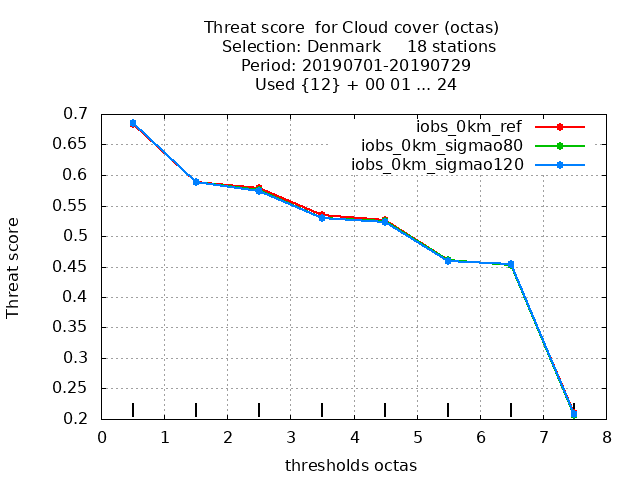 Threat score  for Cloud cover (octas)
Selection: Denmark     18 stations
Period: 20190701-20190729
Used {12} + 00 01 ... 24
iobs_0km_ref
iobs_0km_sigmao80
iobs_0km_sigmao120
0.7
0.65
0.6
0.55
0.5
0.45
0.4
0.35
0.3
0.25
0.2
Threat score
0 1 2 3 4 5 6 7 8
thresholds octas